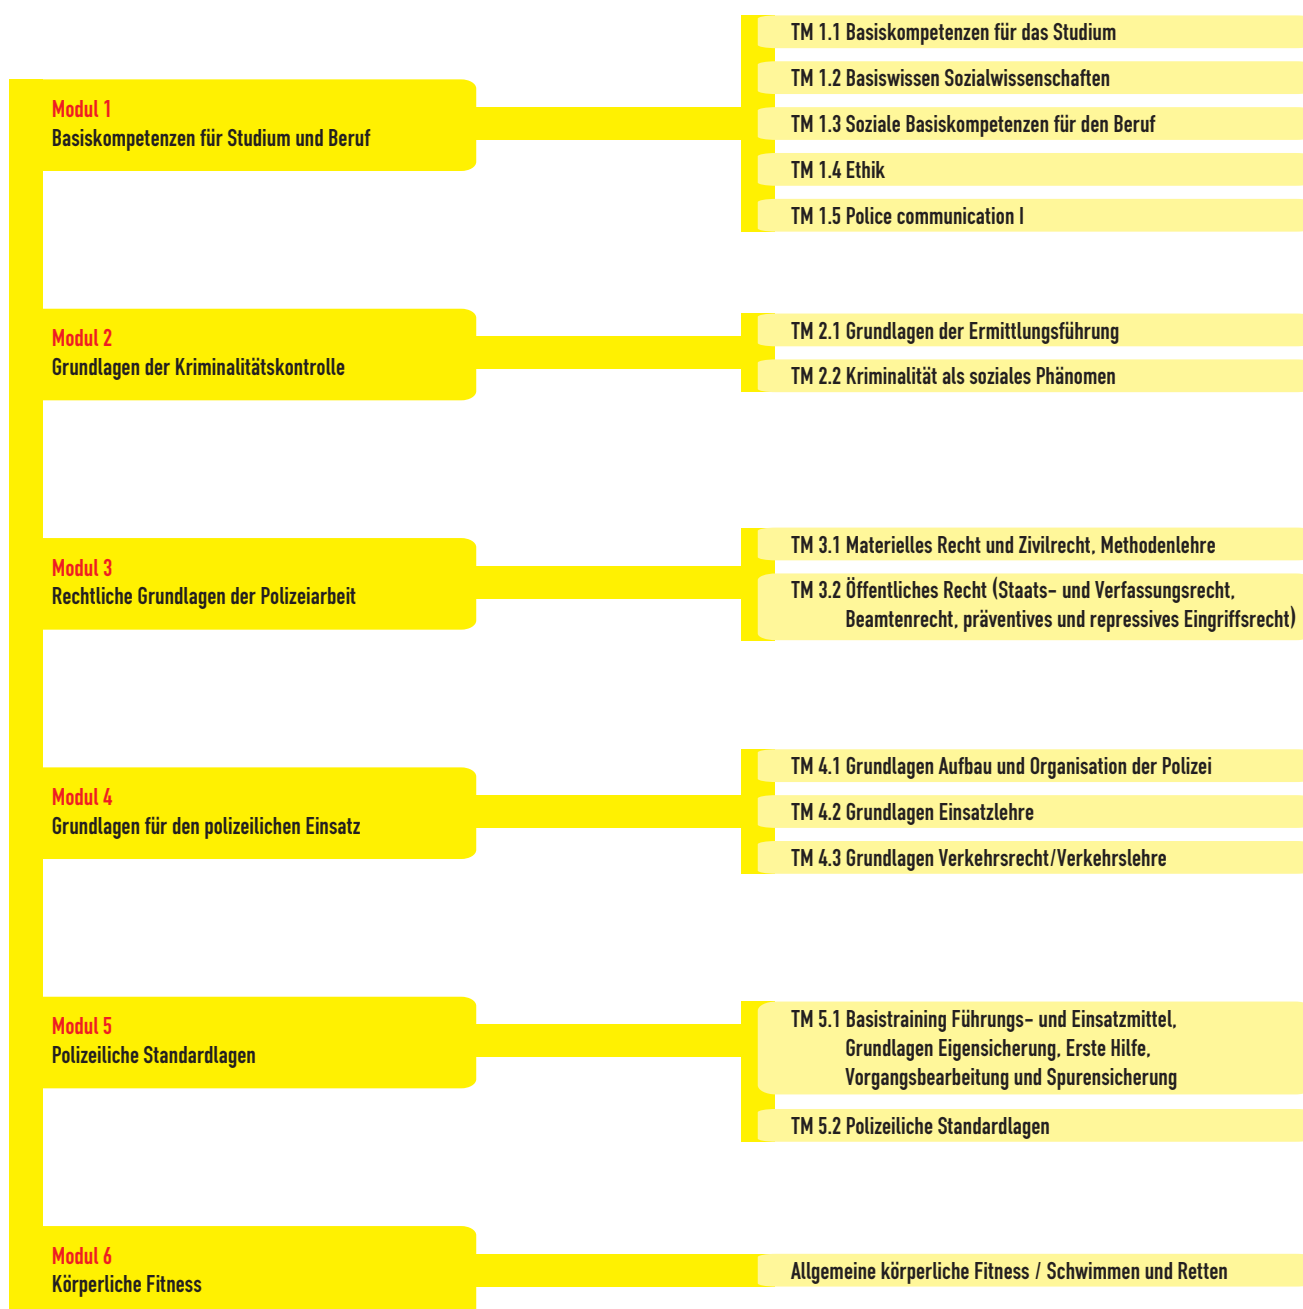 Modul 1
Basiskompetenzen für Studium und Beruf
TM 1.1 Basiskompetenzen für das Studium
TM 1.2 Basiswissen Sozialwissenschaften
TM 1.3 Soziale Basiskompetenzen für den Beruf
TM 1.4 Ethik
TM 1.5 Police communication I
Modul 2
Grundlagen der Kriminalitätskontrolle
TM 2.1 Grundlagen der Ermittlungsführung
TM 2.2 Kriminalität als soziales Phänomen
Modul 3
Rechtliche Grundlagen der Polizeiarbeit
TM 3.1 Materielles Recht und Zivilrecht, Methodenlehre
TM 3.2 Öffentliches Recht (Staats- und Verfassungsrecht,
Beamtenrecht, präventives und repressives Eingriffsrecht)
Modul 4
Grundlagen für den polizeilichen Einsatz
TM 4.1 Grundlagen Aufbau und Organisation der Polizei
TM 4.2 Grundlagen Einsatzlehre
TM 4.3 Grundlagen Verkehrsrecht/Verkehrslehre
Modul 5
Polizeiliche Standardlagen
TM 5.1 Basistraining Führungs- und Einsatzmittel,
Grundlagen Eigensicherung, Erste Hilfe,
Vorgangsbearbeitung und Spurensicherung
TM 5.2 Polizeiliche Standardlagen
Modul 6
Körperliche Fitness
Allgemeine körperliche Fitness / Schwimmen und Retten